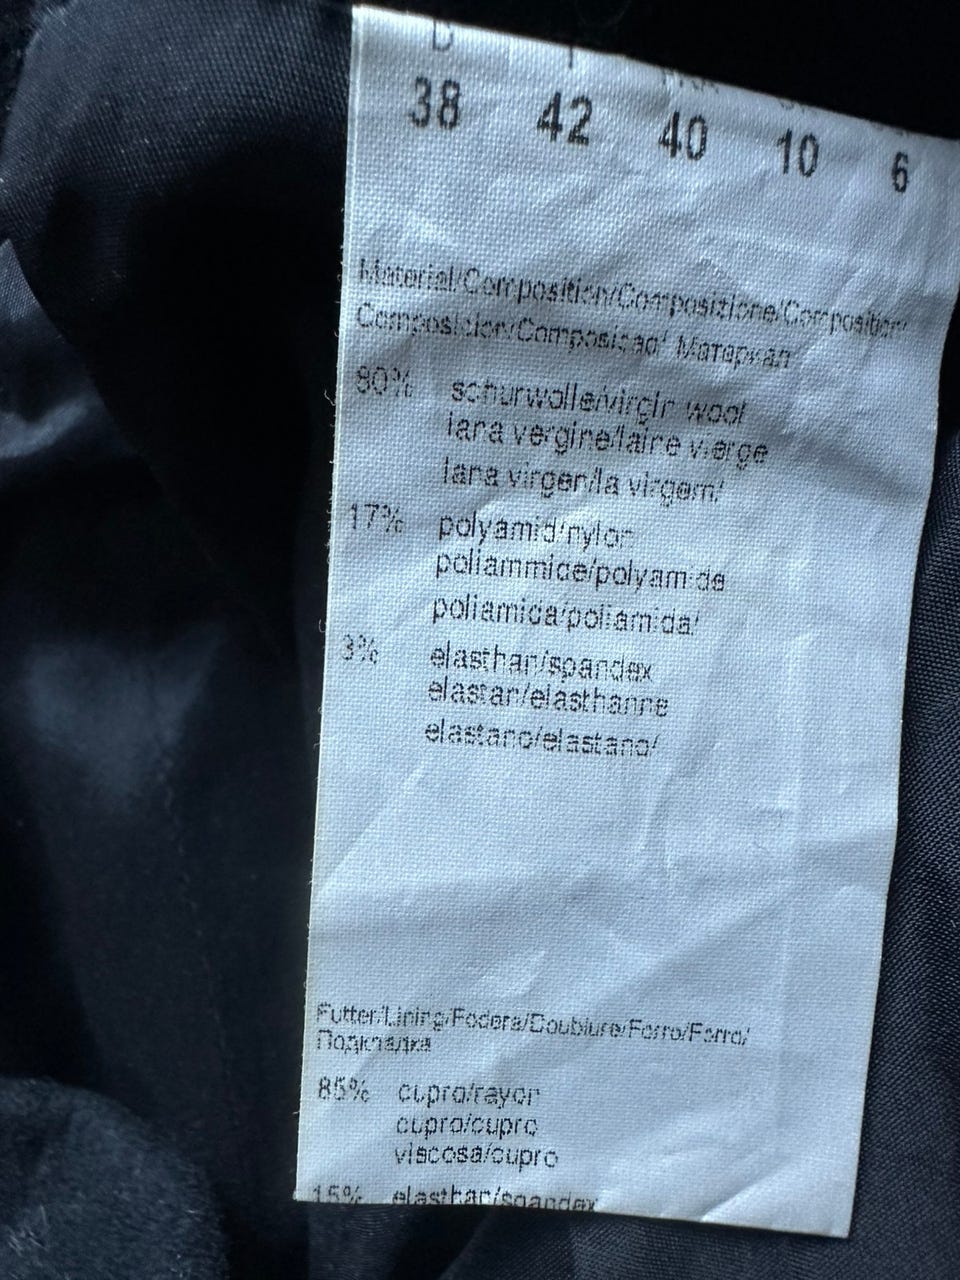 D I
38 42 40 10 6
Material/Composition/Composizione/Composition/
Composicion/Composicao/ Материал
80% schurwolle/virgin wool
lana vergine/laine vierge
lana virgen/la virgem/
17% polyamid/nylon
poliammide/polyamide
poliamida/poliamida/
3% elasthan/spandex
elastan/elasthanne
elastano/elastano/
Futter/Lining/Fodera/Doublure/Forro/Forro/
Подкладка
85% cupro/rayon
cupro/cupro
viscosa/cupro
15% elasthan/spandex